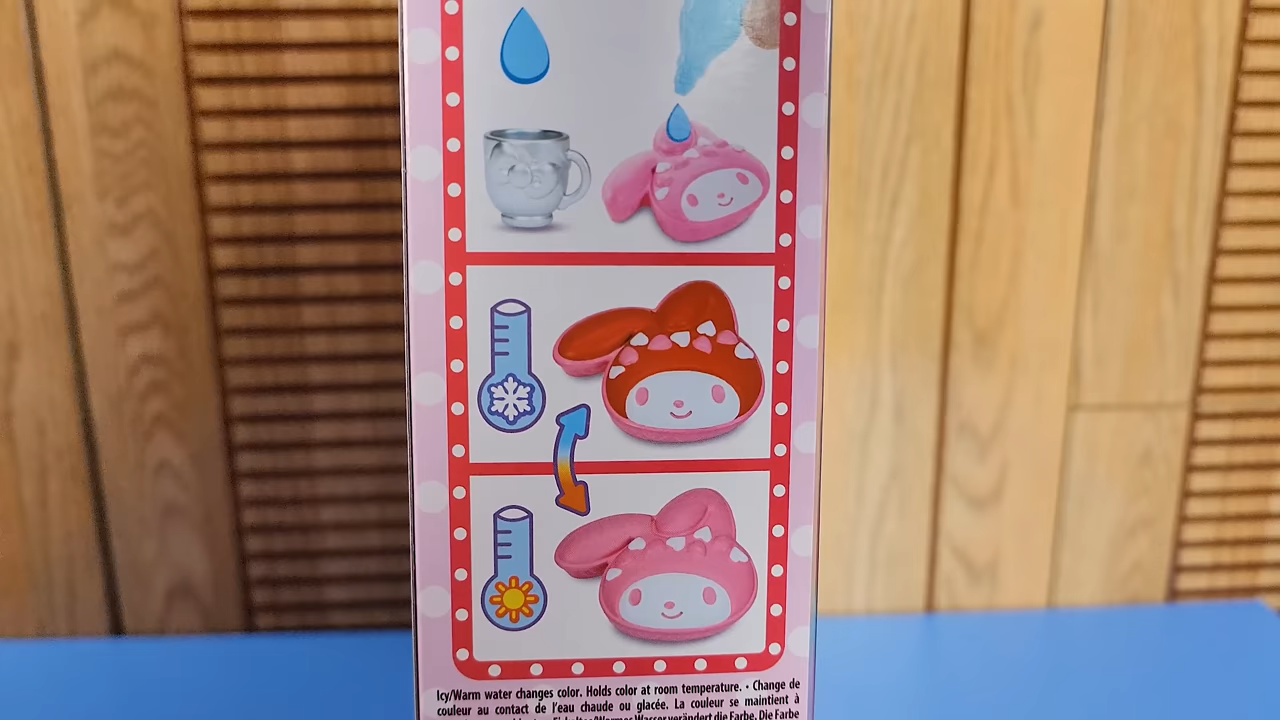 Icy/Warm water changes color. Holds color at room temperature. • Change de
couleur au contact de l'eau chaude ou glacée. La couleur se maintient à
Wasser verändert die Farbe. Die Farbe